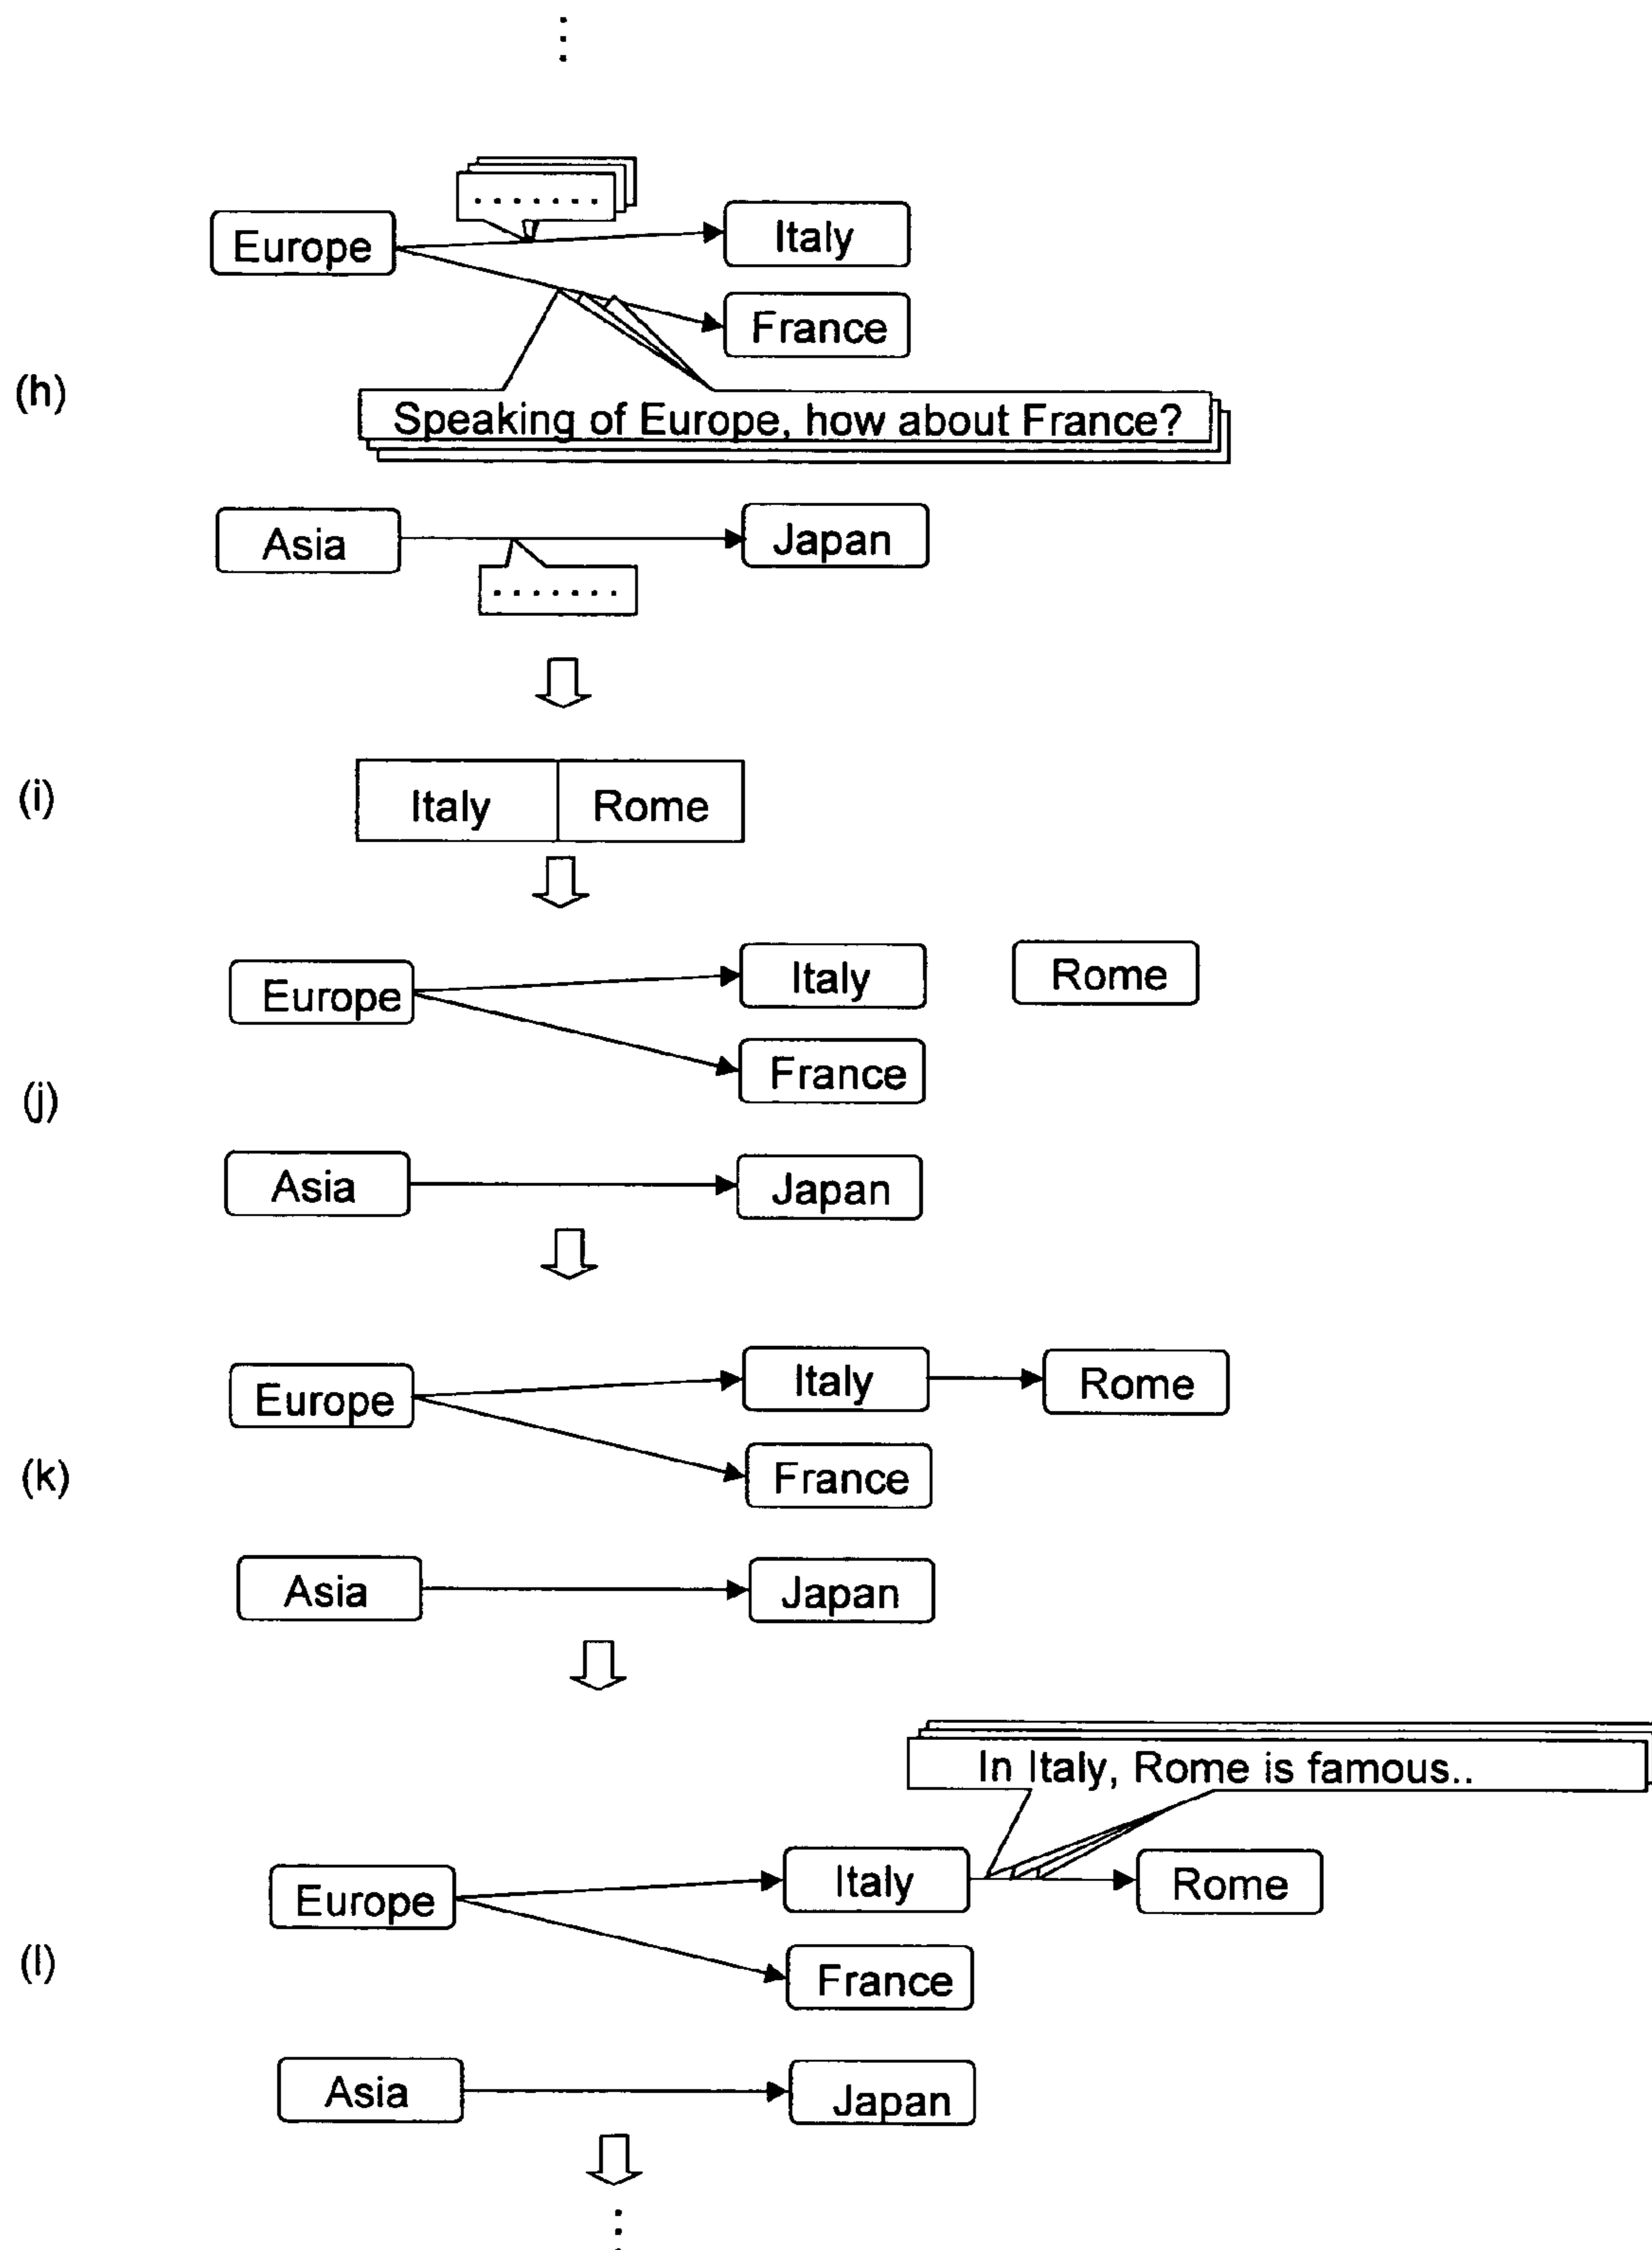 .......
Europe
Italy
France
(h)
Speaking of Europe, how about France?
Asia
Japan
.......
(i)
Italy
Rome
Europe
Italy
Rome
France
(j)
Asia
Japan
Europe
Italy
Rome
France
(k)
Asia
Japan
In Italy, Rome is famous..
Europe
Italy
Rome
France
(l)
Asia
Japan